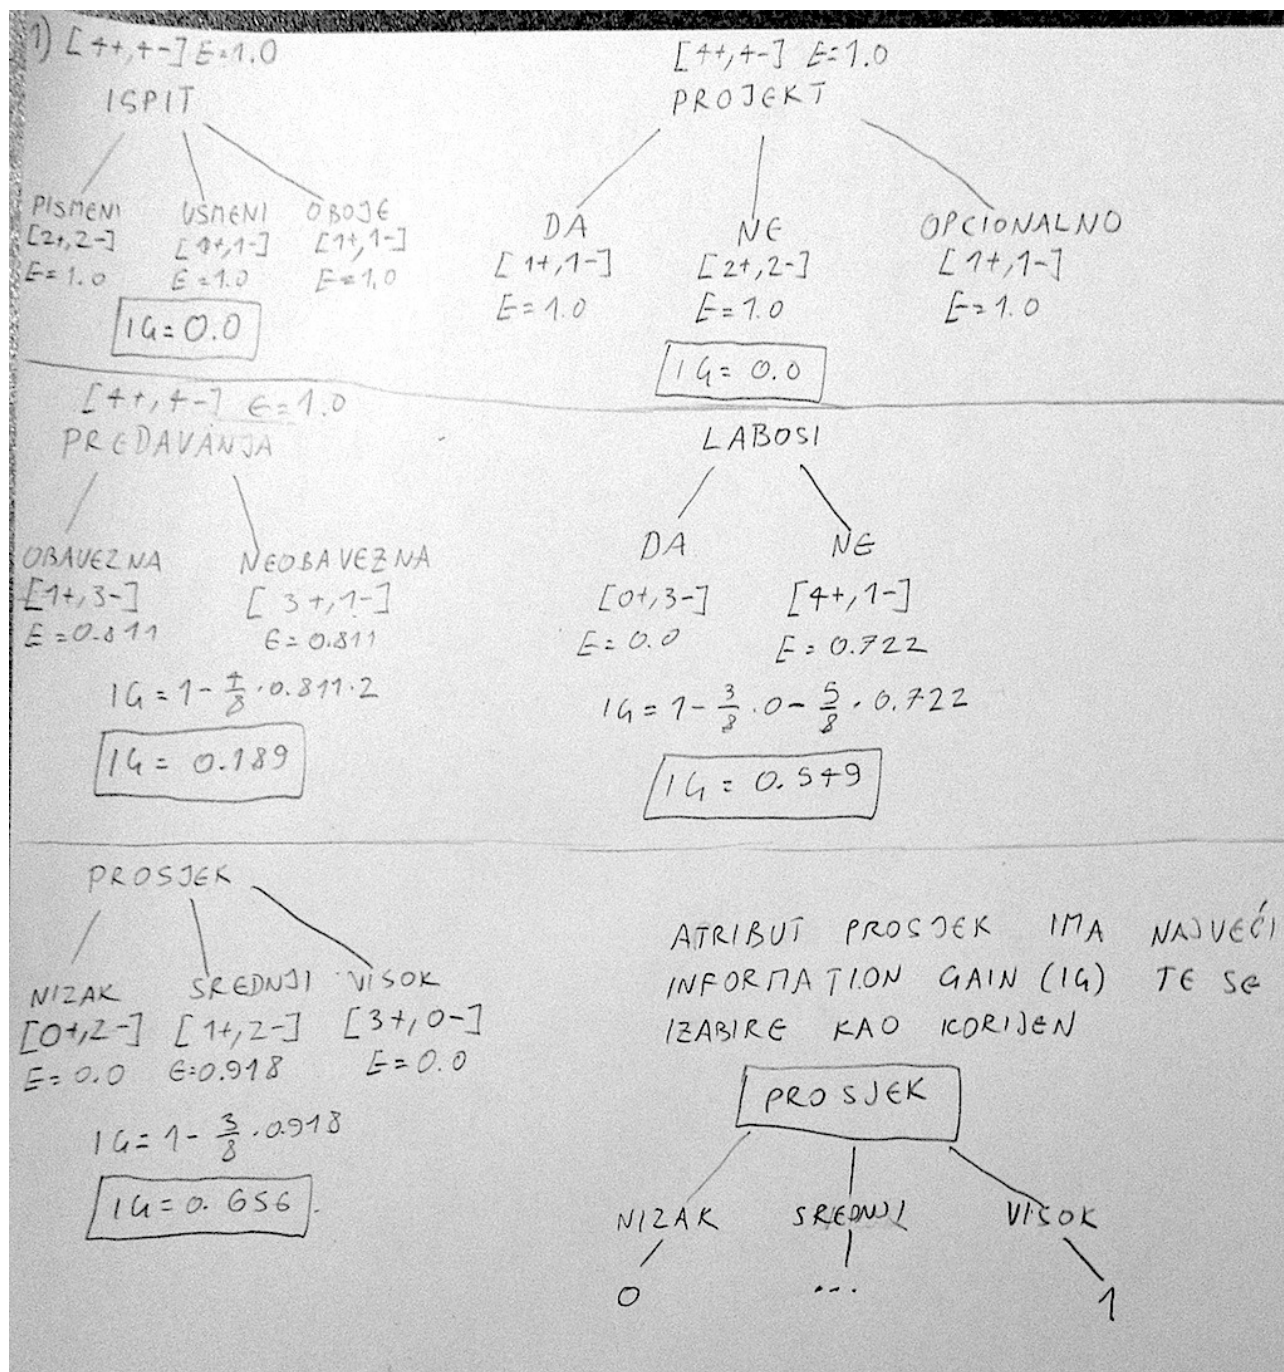 1) [4+,4-] E=1.0
ISPIT
PISMENI USMENI OBOJE
[2+,2-] [1+,1-] [1+,1-]
E=1.0 E=1.0 E=1.0
IG=0.0
[4+,4-] E=1.0
PROJEKT
DA NE OPCIONALNO
[1+,1-] [2+,2-] [1+,1-]
E=1.0 E=1.0 E=1.0
IG=0.0
[4+,4-] E=1.0
PREDAVANJA
OBAVEZNA NEOBAVEZNA
[1+,3-] [3+,1-]
E=0.811 E=0.811
IG=1-4/8·0.811·2
IG=0.189
LABOSI
DA NE
[0+,3-] [4+,1-]
E=0.0 E=0.722
IG=1-3/8·0-5/8·0.722
IG=0.549
PROSJEK
NIZAK SREDNJI VISOK
[0+,2-] [1+,2-] [3+,0-]
E=0.0 E=0.918 E=0.0
IG=1-3/8·0.918
IG=0.656
ATRIBUT PROSJEK IMA NAJVEĆI
INFORMATION GAIN (IG) TE SE
IZABIRE KAO KORIJEN
PROSJEK
NIZAK SREDNJI VISOK
0 ... 1